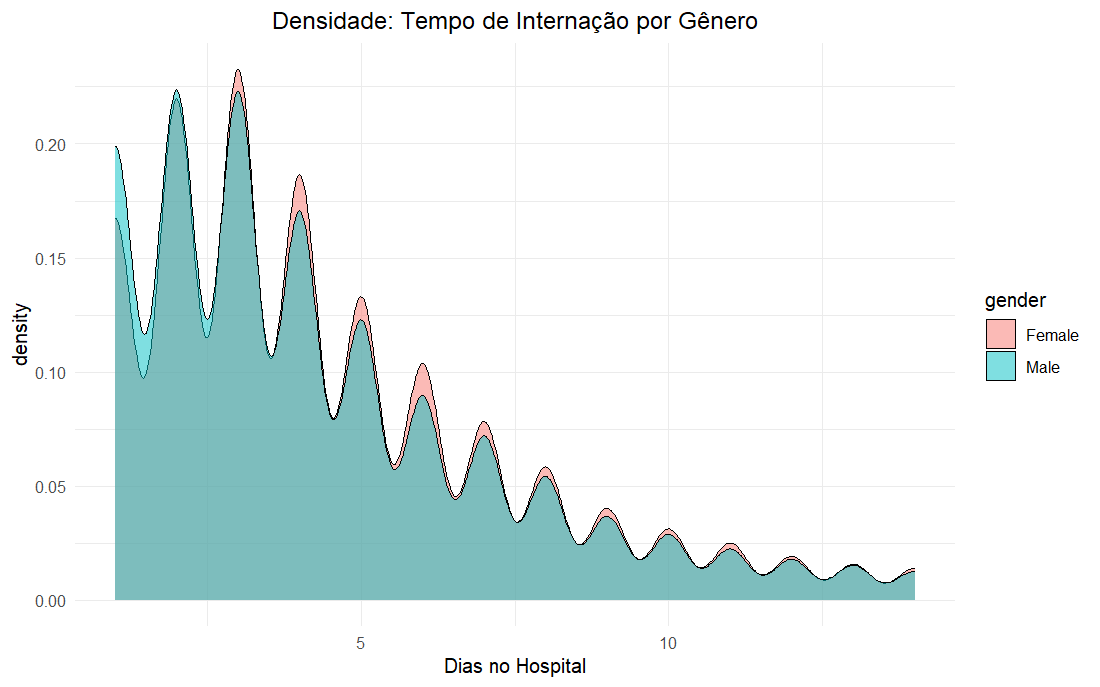 Densidade: Tempo de Internação por Gênero
density
0.20
0.15
0.10
0.05
0.00
5
10
Dias no Hospital
gender
Female
Male